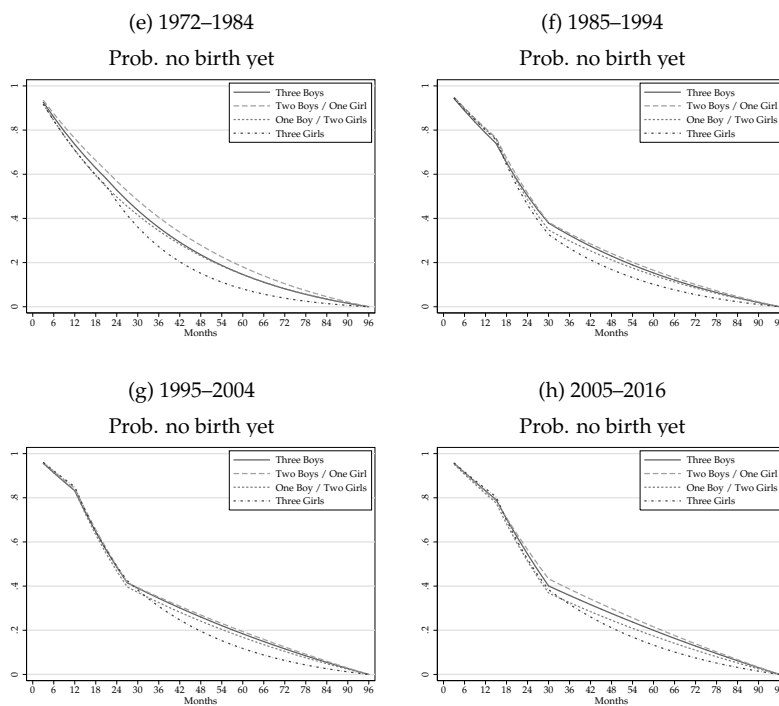 (e) 1972–1984
Prob. no birth yet
Three Boys
Two Boys / One Girl
One Boy / Two Girls
Three Girls
1
.8
.6
.4
.2
0
0 6 12 18 24 30 36 42 48 54 60 66 72 78 84 90 96
Months
(f) 1985–1994
Prob. no birth yet
Three Boys
Two Boys / One Girl
One Boy / Two Girls
Three Girls
1
.8
.6
.4
.2
0
0 6 12 18 24 30 36 42 48 54 60 66 72 78 84 90 96
Months
(g) 1995–2004
Prob. no birth yet
Three Boys
Two Boys / One Girl
One Boy / Two Girls
Three Girls
1
.8
.6
.4
.2
0
0 6 12 18 24 30 36 42 48 54 60 66 72 78 84 90 96
Months
(h) 2005–2016
Prob. no birth yet
Three Boys
Two Boys / One Girl
One Boy / Two Girls
Three Girls
1
.8
.6
.4
.2
0
0 6 12 18 24 30 36 42 48 54 60 66 72 78 84 90 96
Months